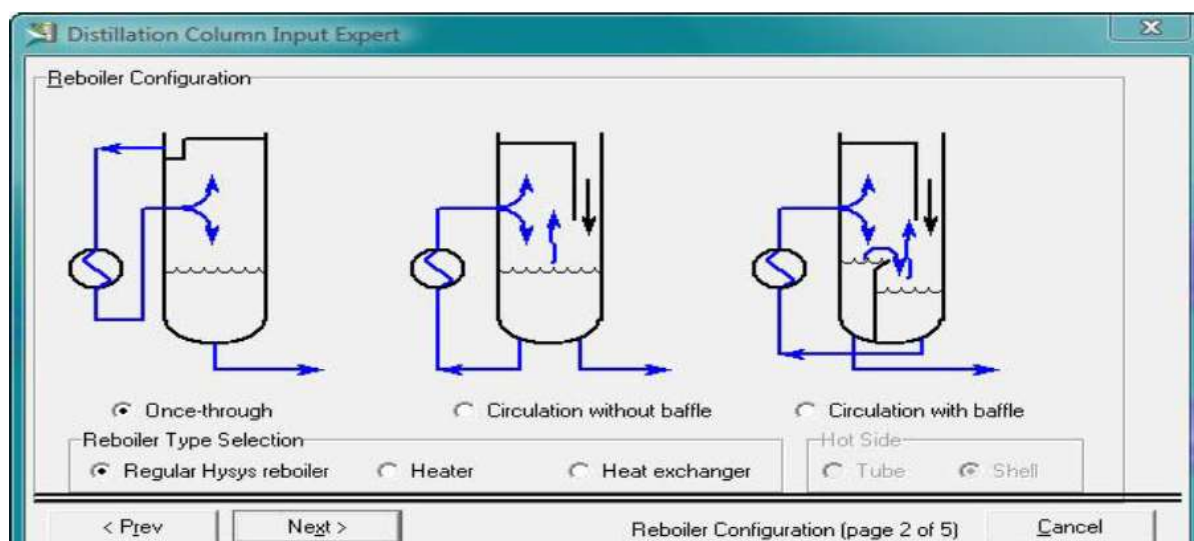 Distillation Column Input Expert
Reboiler Configuration
Once-through
Circulation without baffle
Circulation with baffle
Reboiler Type Selection
Hot Side
Regular Hysys reboiler
Heater
Heat exchanger
Tube
Shell
< Prev
Next >
Reboiler Configuration (page 2 of 5)
Cancel